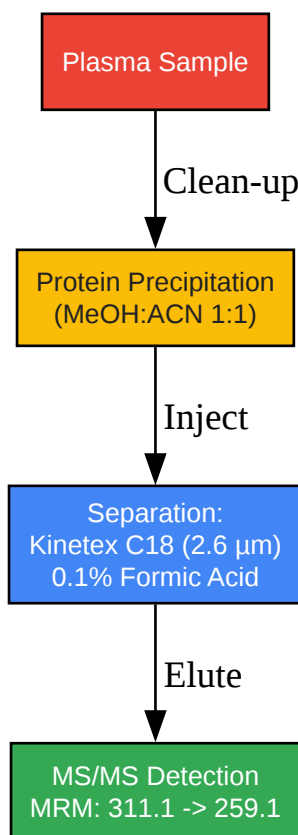 Plasma Sample
Clean-up
Protein Precipitation
(MeOH:ACN 1:1)
Inject
Separation:
Kinetex C18 (2.6 µm)
0.1% Formic Acid
Elute
MS/MS Detection
MRM: 311.1 -> 259.1